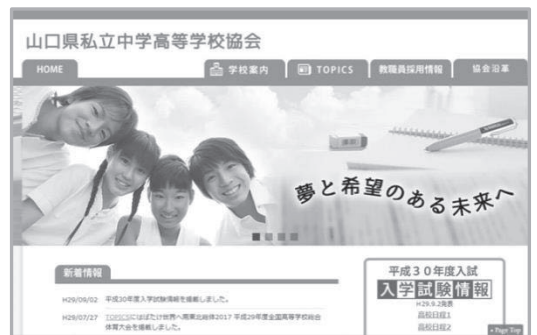 山口県私立中学高等学校協会
HOME
学校案内
TOPICS
教職員採用情報
協会沿革
夢と希望のある未来へ
新着情報
H29/09/02 平成30年度入学試験情報を掲載しました。
H29/07/27 TOPICSにはばたけ世界へ南東北総体2017 平成29年度全国高等学校総合
体育大会を掲載しました。
平成30年度入試
入学試験情報
H29.9.2発表
高校日程1
高校日程2
Page Top